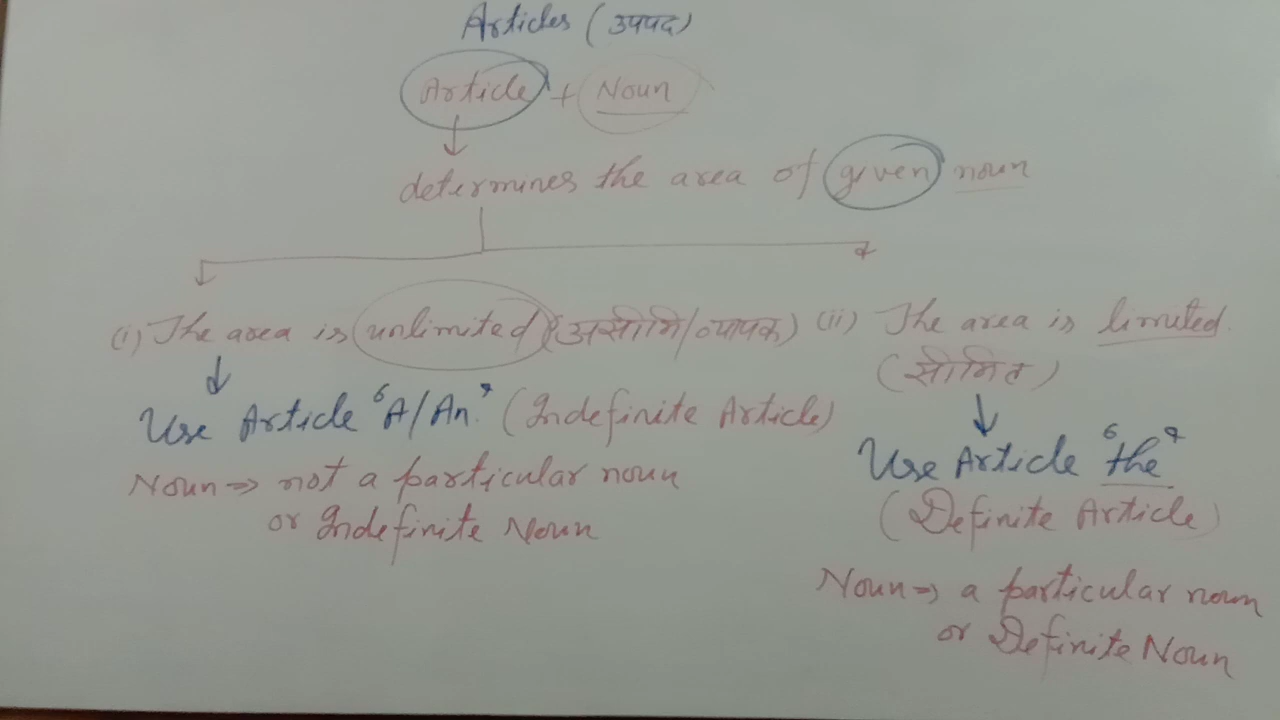 Articles (उपपद)
Article + Noun
determines the area of given noun
(i) The area is unlimited (असीमि/व्यापक)
Use Article "A/An." (Indefinite Article)
Noun ⇒ not a particular noun
or Indefinite Noun
(ii) The area is limited.
(सीमित)
Use Article "the"
(Definite Article)
Noun ⇒ a particular noun
or Definite Noun